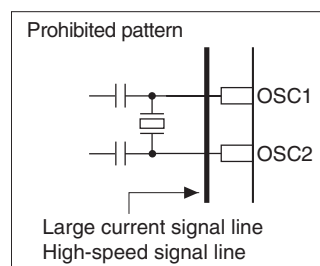 Prohibited pattern
OSC1
OSC2
Large current signal line
High-speed signal line